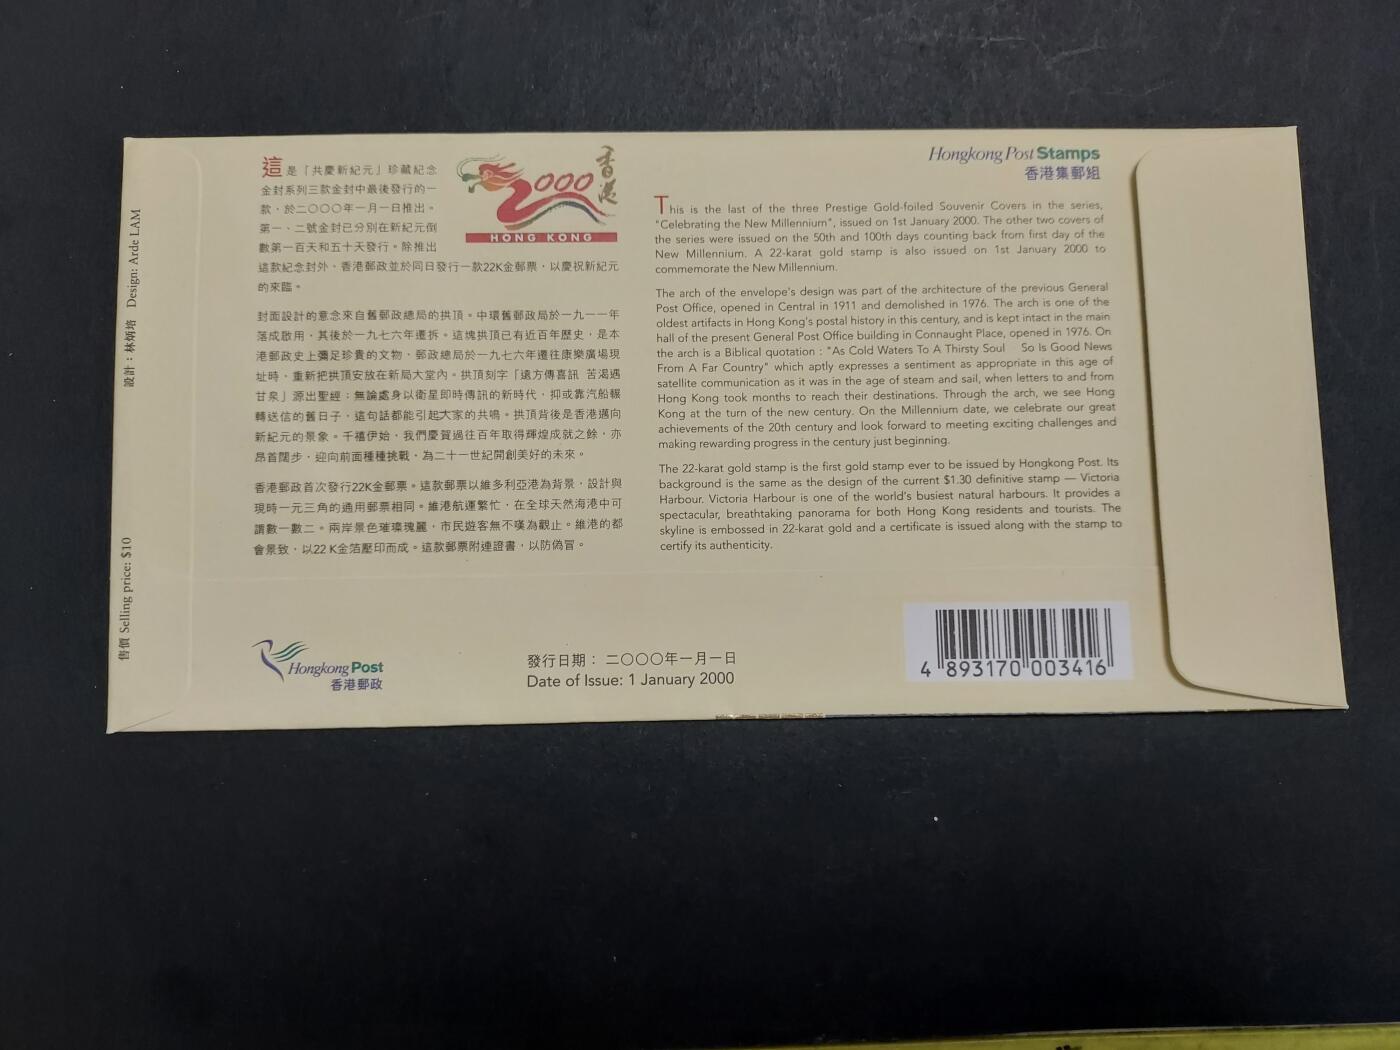 這是「共慶新紀元」珍藏紀念
金封系列三款金封中最後發行的一
款，於二〇〇〇年一月一日推出。
第一、二號金封已分別在新紀元倒
數第一百天和五十天發行。除推出
這款紀念封外，香港郵政並於同日發行一款22K金郵票，以慶祝新紀元
的來臨。
封面設計的意念來自舊郵政總局的拱頂。中環舊郵政局於一九一一年
落成啟用，其後於一九七六年遷拆。這塊拱頂已有近百年歷史，是本
港郵政史上彌足珍貴的文物，郵政總局於一九七六年遷往康樂廣場現
址時，重新把拱頂安放在新局大堂內。拱頂刻字「遠方傳喜訊 苦渴遇
甘泉」源出聖經；無論處身以衛星即時傳訊的新時代，抑或靠汽船輾
轉送信的舊日子，這句話都能引起大家的共鳴。拱頂背後是香港邁向
新紀元的景象。千禧伊始，我們慶賀過往百年取得輝煌成就之餘，亦
昂首闊步，迎向前面種種挑戰，為二十一世紀開創美好的未來。
香港郵政首次發行22K金郵票。這款郵票以維多利亞港為背景，設計與
現時一元三角的通用郵票相同。維港航運繁忙，在全球天然海港中可
謂數一數二。兩岸景色璀璨瑰麗，市民遊客無不嘆為觀止。維港的都
會景致，以22 K金箔壓印而成。這款郵票附連證書，以防偽冒。
2000
香港
HONG KONG
Hongkong Post Stamps
香港集郵組
This is the last of the three Prestige Gold-foiled Souvenir Covers in the series,
"Celebrating the New Millennium", issued on 1st January 2000. The other two covers of
the series were issued on the 50th and 100th days counting back from first day of the
New Millennium. A 22-karat gold stamp is also issued on 1st January 2000 to
commemorate the New Millennium.
The arch of the envelope's design was part of the architecture of the previous General
Post Office, opened in Central in 1911 and demolished in 1976. The arch is one of the
oldest artifacts in Hong Kong's postal history in this century, and is kept intact in the main
hall of the present General Post Office building in Connaught Place, opened in 1976. On
the arch is a Biblical quotation : "As Cold Waters To A Thirsty Soul So Is Good News
From A Far Country" which aptly expresses a sentiment as appropriate in this age of
satellite communication as it was in the age of steam and sail, when letters to and from
Hong Kong took months to reach their destinations. Through the arch, we see Hong
Kong at the turn of the new century. On the Millennium date, we celebrate our great
achievements of the 20th century and look forward to meeting exciting challenges and
making rewarding progress in the century just beginning.
The 22-karat gold stamp is the first gold stamp ever to be issued by Hongkong Post. Its
background is the same as the design of the current $1.30 definitive stamp — Victoria
Harbour. Victoria Harbour is one of the world's busiest natural harbours. It provides a
spectacular, breathtaking panorama for both Hong Kong residents and tourists. The
skyline is embossed in 22-karat gold and a certificate is issued along with the stamp to
certify its authenticity.
設計：林炳培 Design: Arde LAM
售價 Selling price: $10
Hongkong Post
香港郵政
發行日期：二〇〇〇年一月一日
Date of Issue: 1 January 2000
4 893170 003416